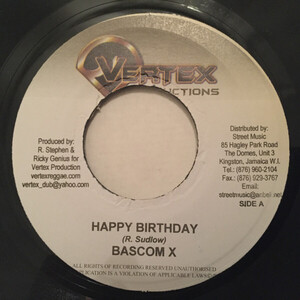 VERTEX
UCTIONS
Produced by:
R. Stephen &
Ricky Genius for
Vertex Production
vertexreggae.com
vertex_dub@yahoo.com
Distributed by:
Street Music
85 Hagley Park Road
The Domes, Unit 3
Kingston, Jamaica W.I.
Tel: (876) 960-2104
Fax: (876) 929-3767
Email:
SIDE A
HAPPY BIRTHDAY
(R. Sudlow)
BASCOM X
ALL RIGHTS OF RECORDING RESERVED UNAUTHORISED
IS A VIOLATION OF APPLICABLE LAWS